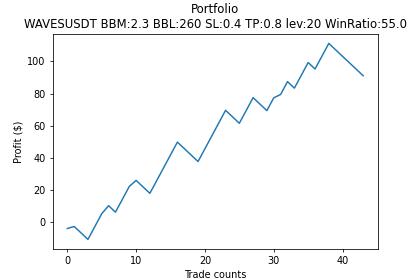 Portfolio
WAVESUSDT BBM:2.3 BBL:260 SL:0.4 TP:0.8 lev:20 WinRatio:55.0
100
80
60
40
20
0
Profit ($)
0
10
20
30
40
Trade counts